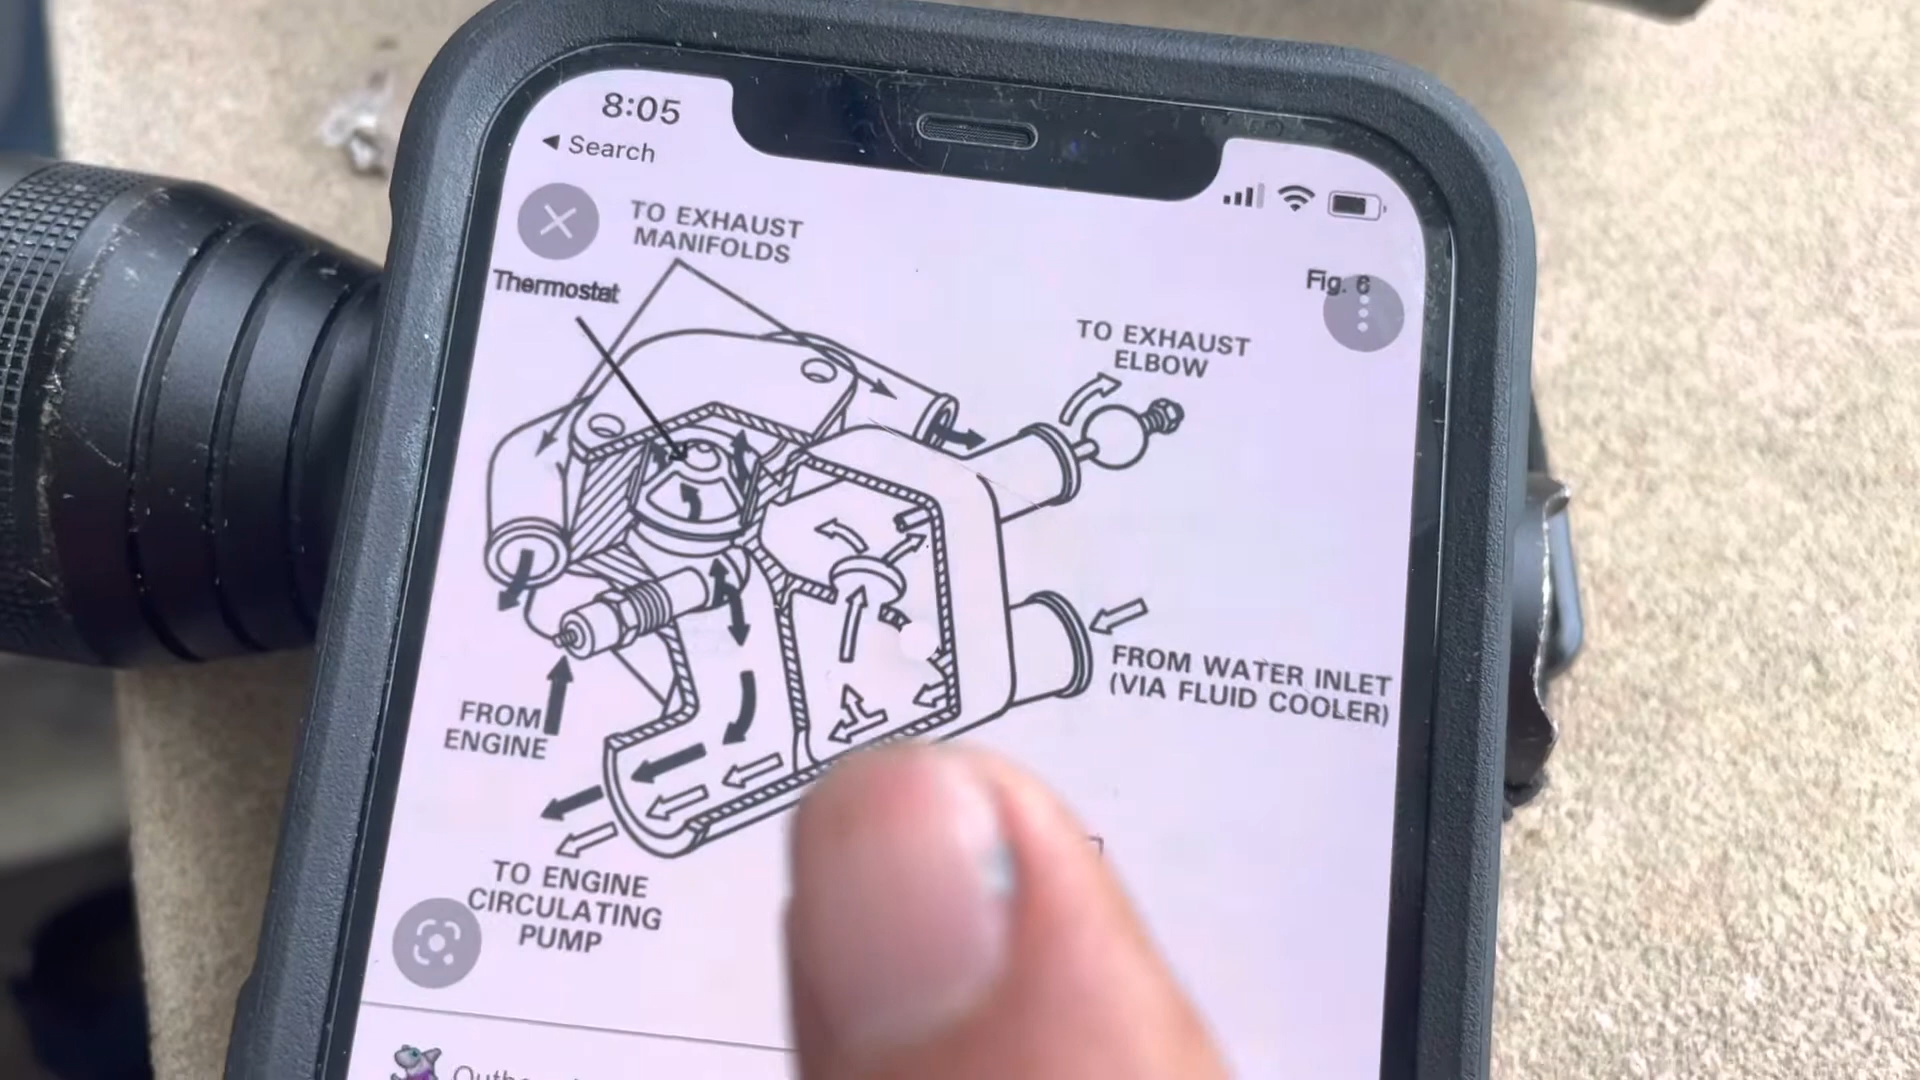 8:05
Search
TO EXHAUST
MANIFOLDS
Thermostat
Fig. 6
TO EXHAUST
ELBOW
FROM WATER INLET
(VIA FLUID COOLER)
FROM
ENGINE
TO ENGINE
CIRCULATING
PUMP